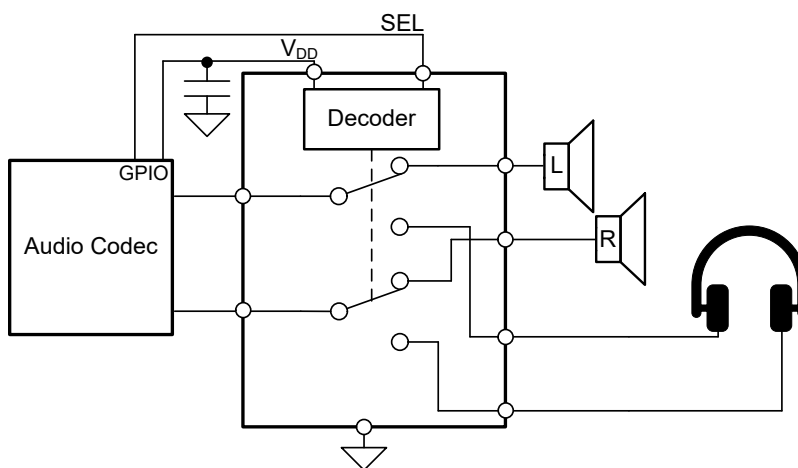 SEL
VDD
Decoder
GPIO
L
Audio Codec
R